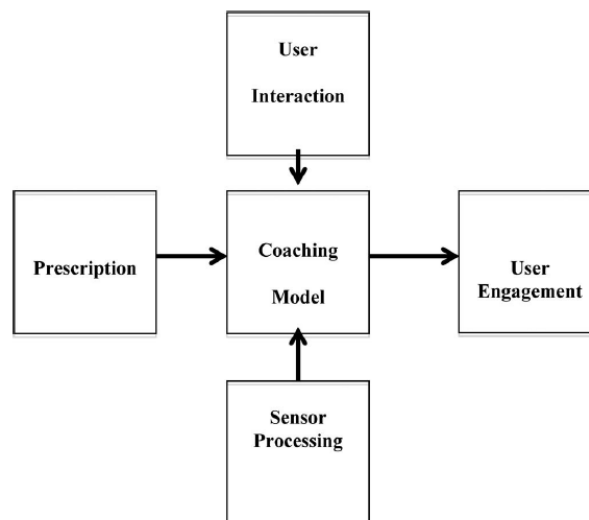 User
Interaction
Prescription
Coaching
Model
User
Engagement
Sensor
Processing